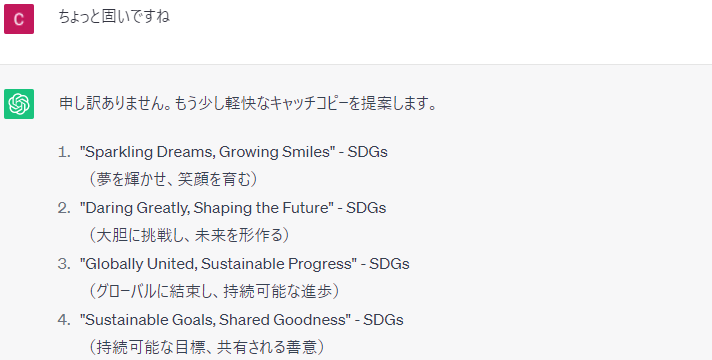 C
ちょっと固いですね
申し訳ありません。もう少し軽快なキャッチコピーを提案します。
1. "Sparkling Dreams, Growing Smiles" - SDGs
（夢を輝かせ、笑顔を育む）
2. "Daring Greatly, Shaping the Future" - SDGs
（大胆に挑戦し、未来を形作る）
3. "Globally United, Sustainable Progress" - SDGs
（グローバルに結束し、持続可能な進歩）
4. "Sustainable Goals, Shared Goodness" - SDGs
（持続可能な目標、共有される善意）